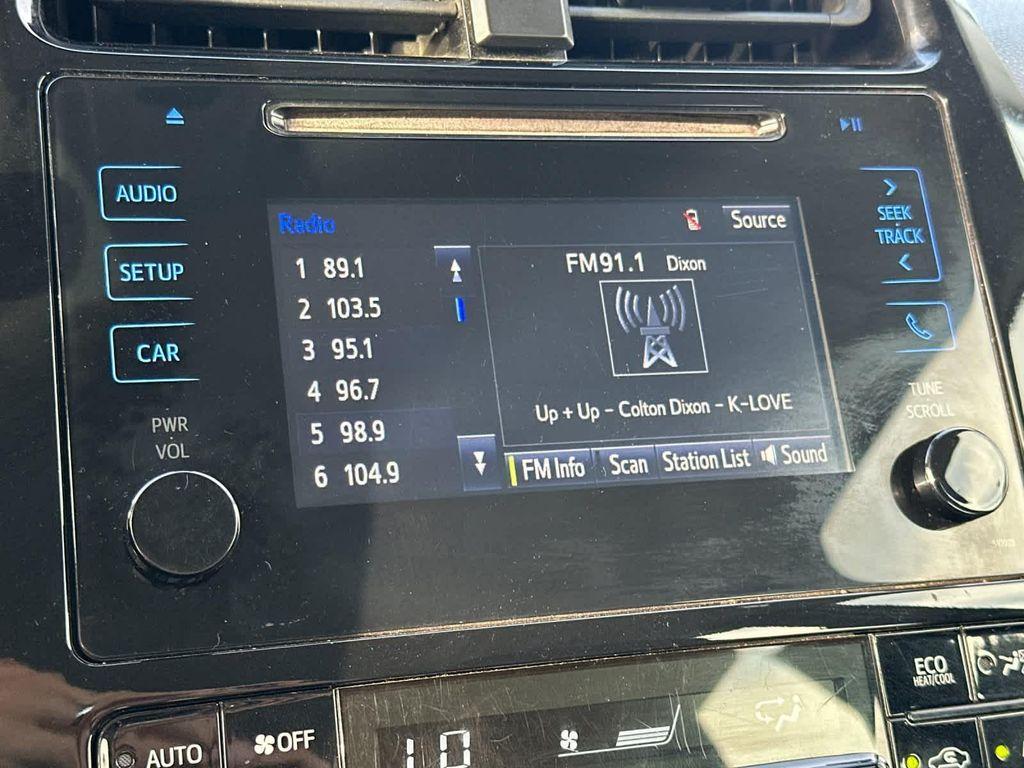 AUDIO
SETUP
CAR
PWR
VOL
Radio
Source
1 89.1
2 103.5
3 95.1
4 96.7
5 98.9
6 104.9
FM91.1 Dixon
Up + Up - Colton Dixon - K-LOVE
FM Info
Scan
Station List
Sound
SEEK
TRACK
TUNE
SCROLL
AUTO
OFF
ECO
HEAT/COOL